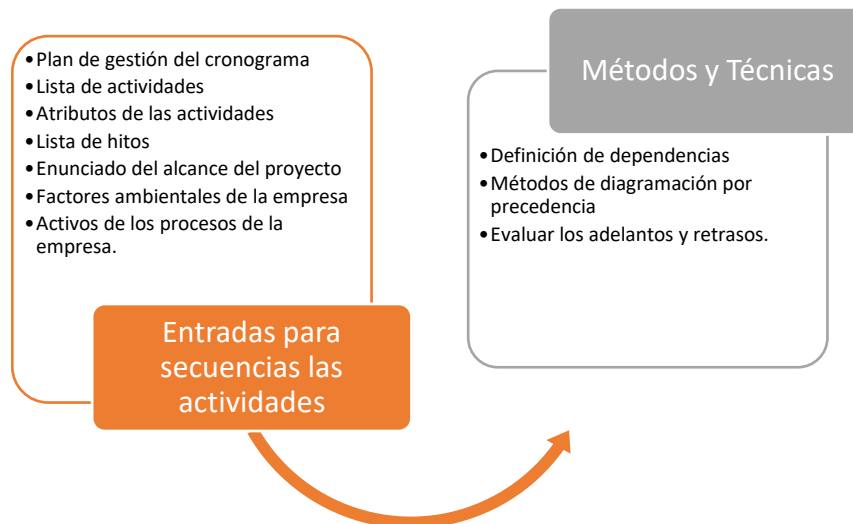 •Plan de gestión del cronograma
•Lista de actividades
•Atributos de las actividades
•Lista de hitos
•Enunciado del alcance del proyecto
•Factores ambientales de la empresa
•Activos de los procesos de la
empresa.
Entradas para
secuencias las
actividades
Métodos y Técnicas
•Definición de dependencias
•Métodos de diagramación por
precedencia
•Evaluar los adelantos y retrasos.